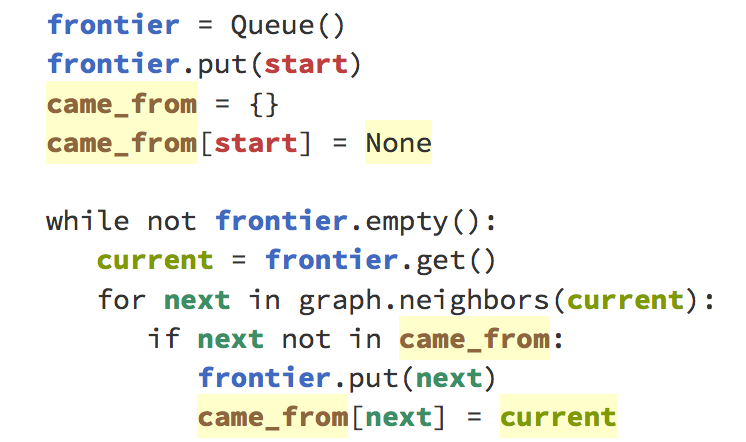 frontier = Queue()
frontier.put(start)
came_from = {}
came_from[start] = None

while not frontier.empty():
   current = frontier.get()
   for next in graph.neighbors(current):
      if next not in came_from:
         frontier.put(next)
         came_from[next] = current